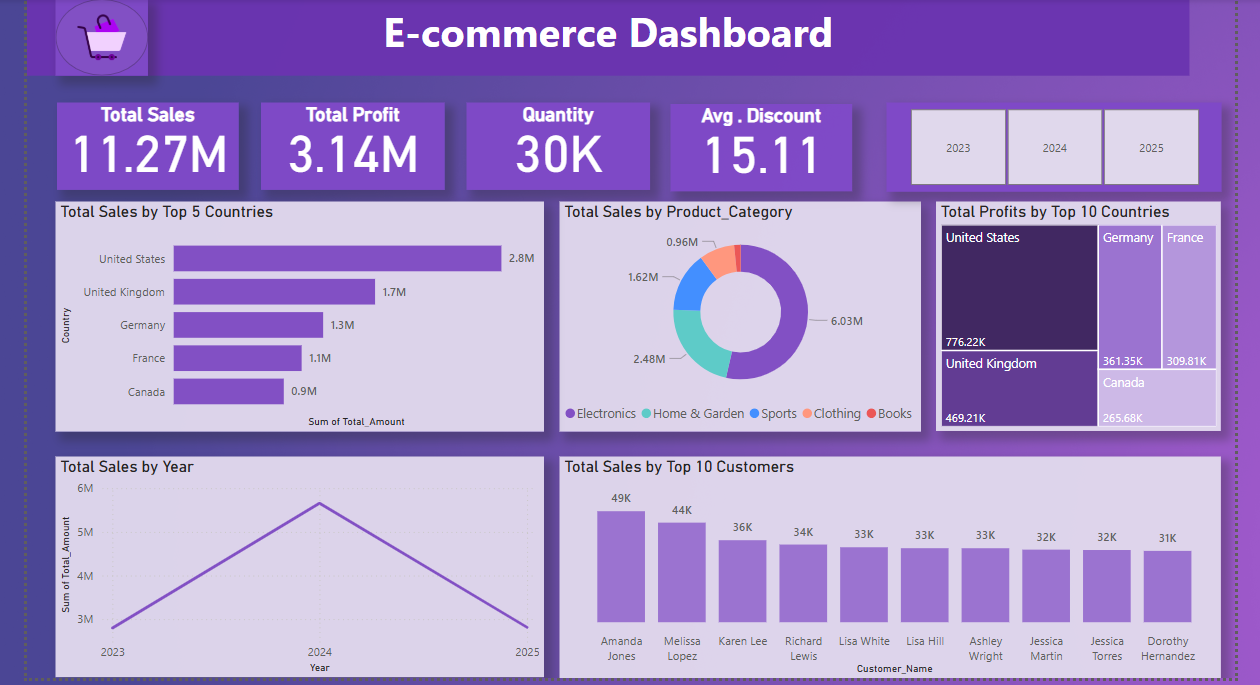 E-commerce Dashboard
Total Sales
11.27M
Total Profit
3.14M
Quantity
30K
Avg . Discount
15.11
2023
2024
2025
Total Sales by Top 5 Countries
Country
United States
2.8M
United Kingdom
1.7M
Germany
1.3M
France
1.1M
Canada
0.9M
Sum of Total_Amount
Total Sales by Product_Category
0.96M
1.62M
6.03M
2.48M
Electronics
Home & Garden
Sports
Clothing
Books
Total Profits by Top 10 Countries
United States
776.22K
United Kingdom
469.21K
Germany
361.35K
France
309.81K
Canada
265.68K
Total Sales by Year
Sum of Total_Amount
6M
5M
4M
3M
2023
2024
2025
Year
Total Sales by Top 10 Customers
49K
44K
36K
34K
33K
33K
33K
32K
32K
31K
Amanda
Jones
Melissa
Lopez
Karen Lee
Richard
Lewis
Lisa White
Lisa Hill
Ashley
Wright
Jessica
Martin
Jessica
Torres
Dorothy
Hernandez
Customer_Name